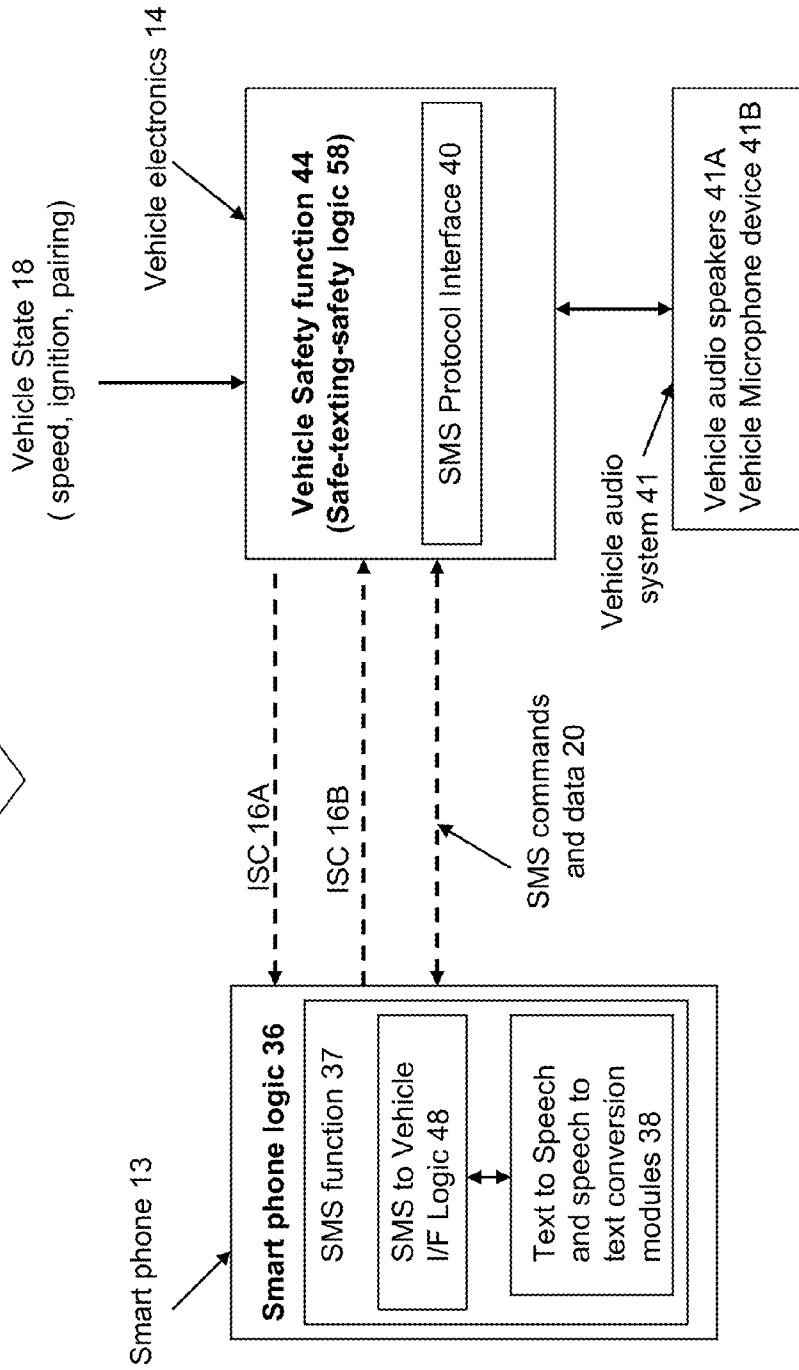 Smart phone 13
Smart phone logic 36
SMS function 37
SMS to Vehicle
I/F Logic 48
Text to Speech
and speech to
text conversion
modules 38
ISC 16A
ISC 16B
SMS commands
and data 20
Vehicle State 18
( speed, ignition, pairing)
Vehicle electronics 14
Vehicle Safety function 44
(Safe-texting-safety logic 58)
SMS Protocol Interface 40
Vehicle audio
system 41
Vehicle audio speakers 41A
Vehicle Microphone device 41B